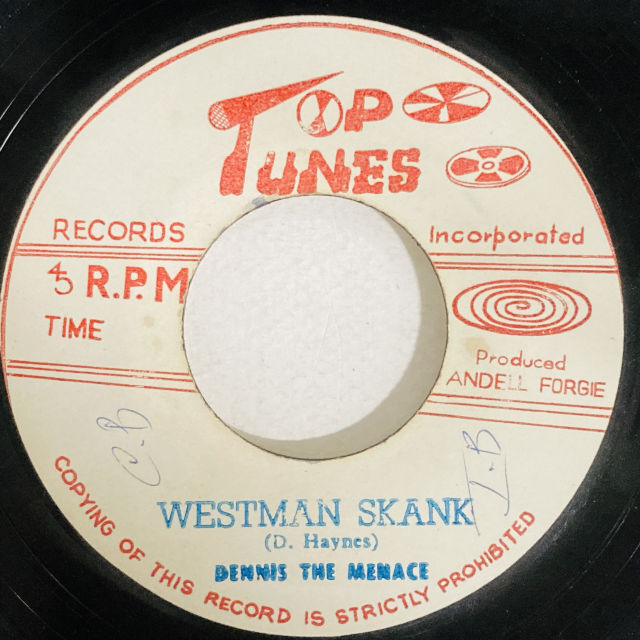 TOP
TUNES
RECORDS
Incorporated
45 R.P.M
TIME
Produced
ANDELL FORGIE
WESTMAN SKANK
(D. Haynes)
DENNIS THE MENACE
COPYING OF THIS RECORD IS STRICTLY PROHIBITED